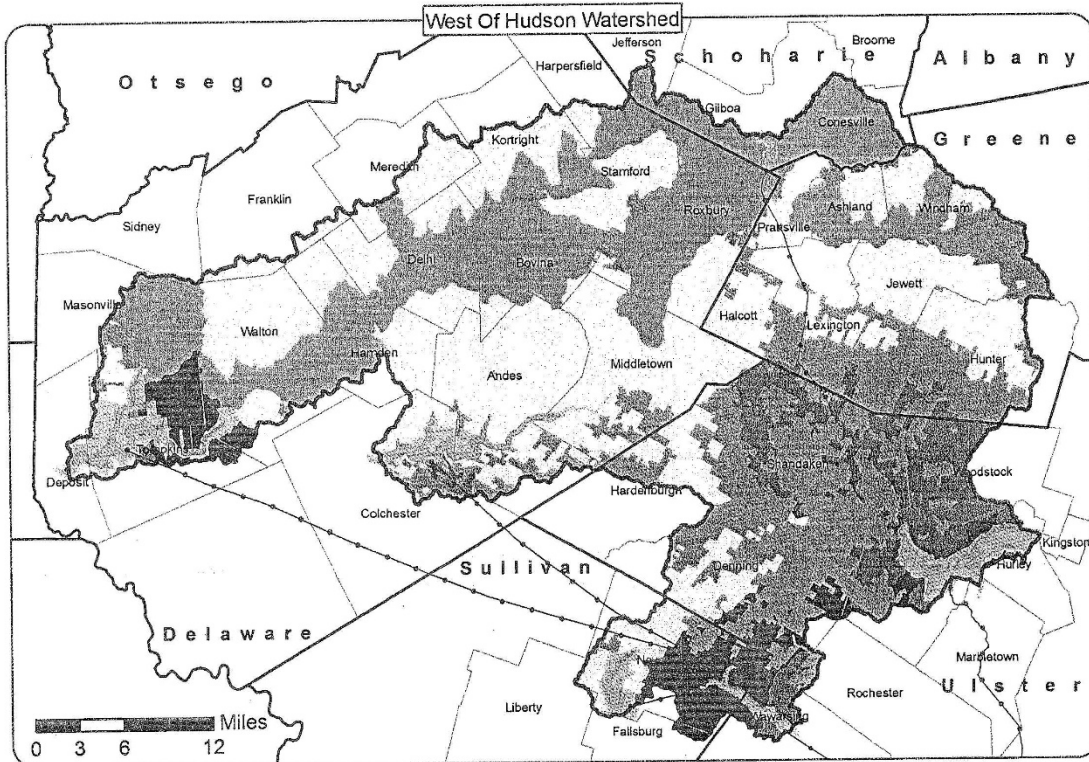 West Of Hudson Watershed
Jefferson
Broome
Schoharie
Albany
Otsego
Harpersfield
Gilboa
Conesville
Greene
Kortright
Meredith
Stamford
Franklin
Roxbury
Ashland
Windham
Sidney
Prattsville
Delhi
Bovina
Jewett
Masonville
Halcott
Walton
Lexington
Hamden
Hunter
Middletown
Andes
Shandaken
Deposit
Hardenburgh
Colchester
Kingston
Hurley
Sullivan
Denning
Delaware
Marbletown
Ulster
Rochester
Liberty
Wawarsing
Fallsburg
Miles
0 3 6 12